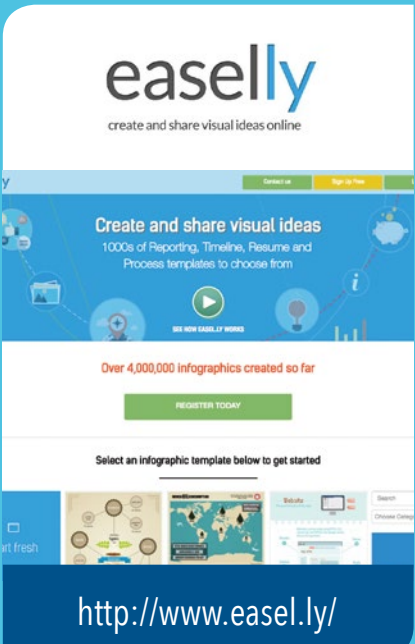 easelly
create and share visual ideas online
y
Contact us
Sign Up Free
Create and share visual ideas
1000s of Reporting, Timeline, Resume and
Process templates to choose from
SEE HOW EASEL.LY WORKS
Over 4,000,000 infographics created so far
REGISTER TODAY
Select an infographic template below to get started
Search
art fresh
http://www.easel.ly/